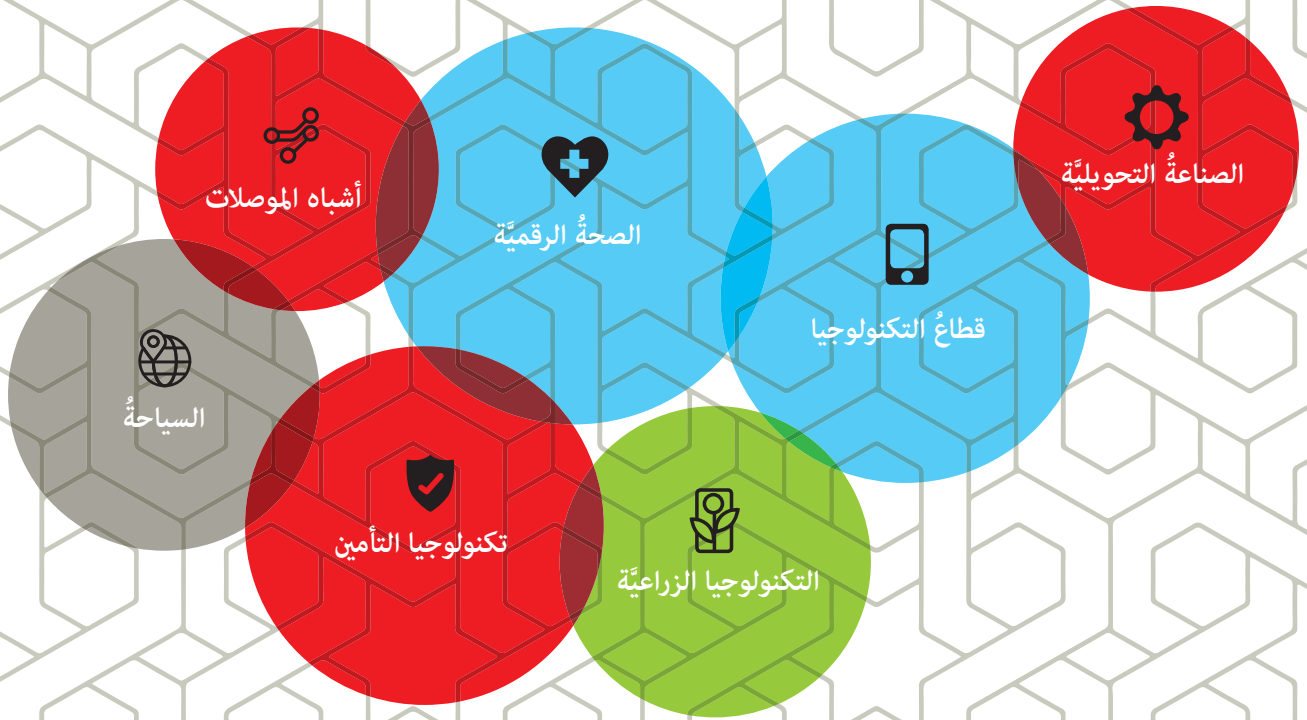 الصناعةُ التحويليَّة
قطاعُ التكنولوجيا
الصحةُ الرقميَّة
أشباه الموصلات
السياحةُ
تكنولوجيا التأمين
التكنولوجيا الزراعيَّة